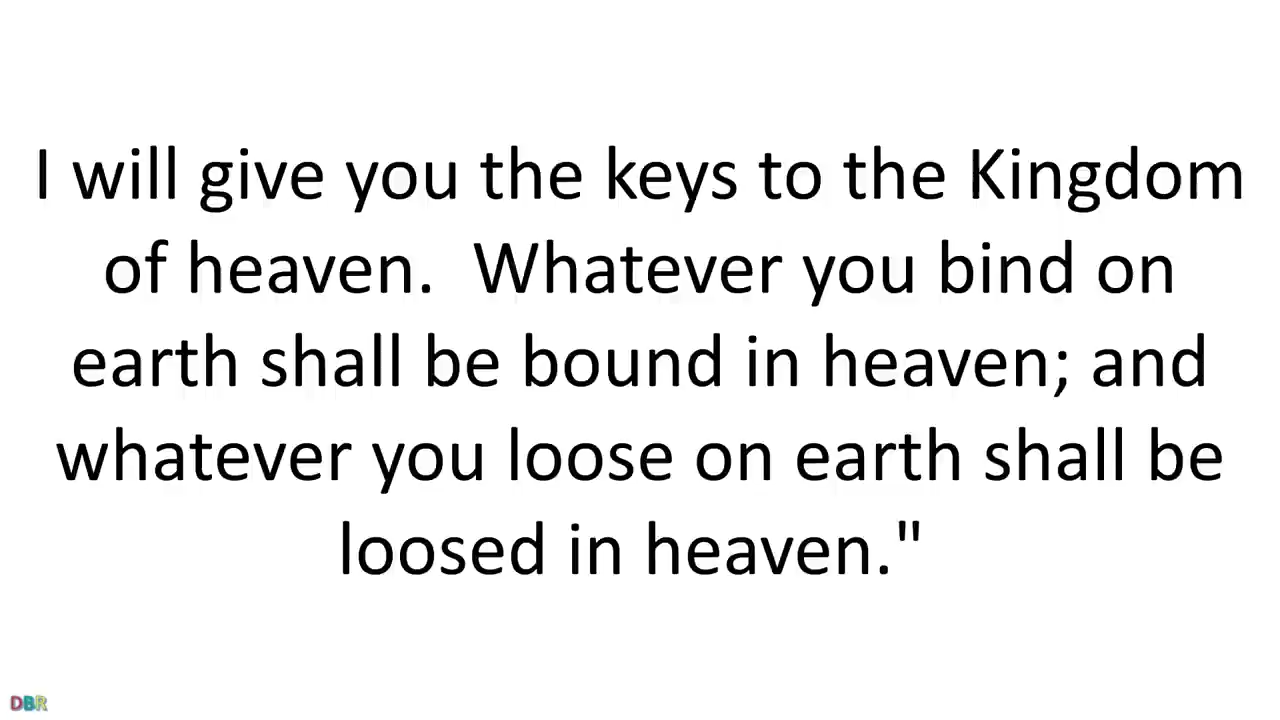 I will give you the keys to the Kingdom
of heaven.  Whatever you bind on
earth shall be bound in heaven; and
whatever you loose on earth shall be
loosed in heaven."
DBR